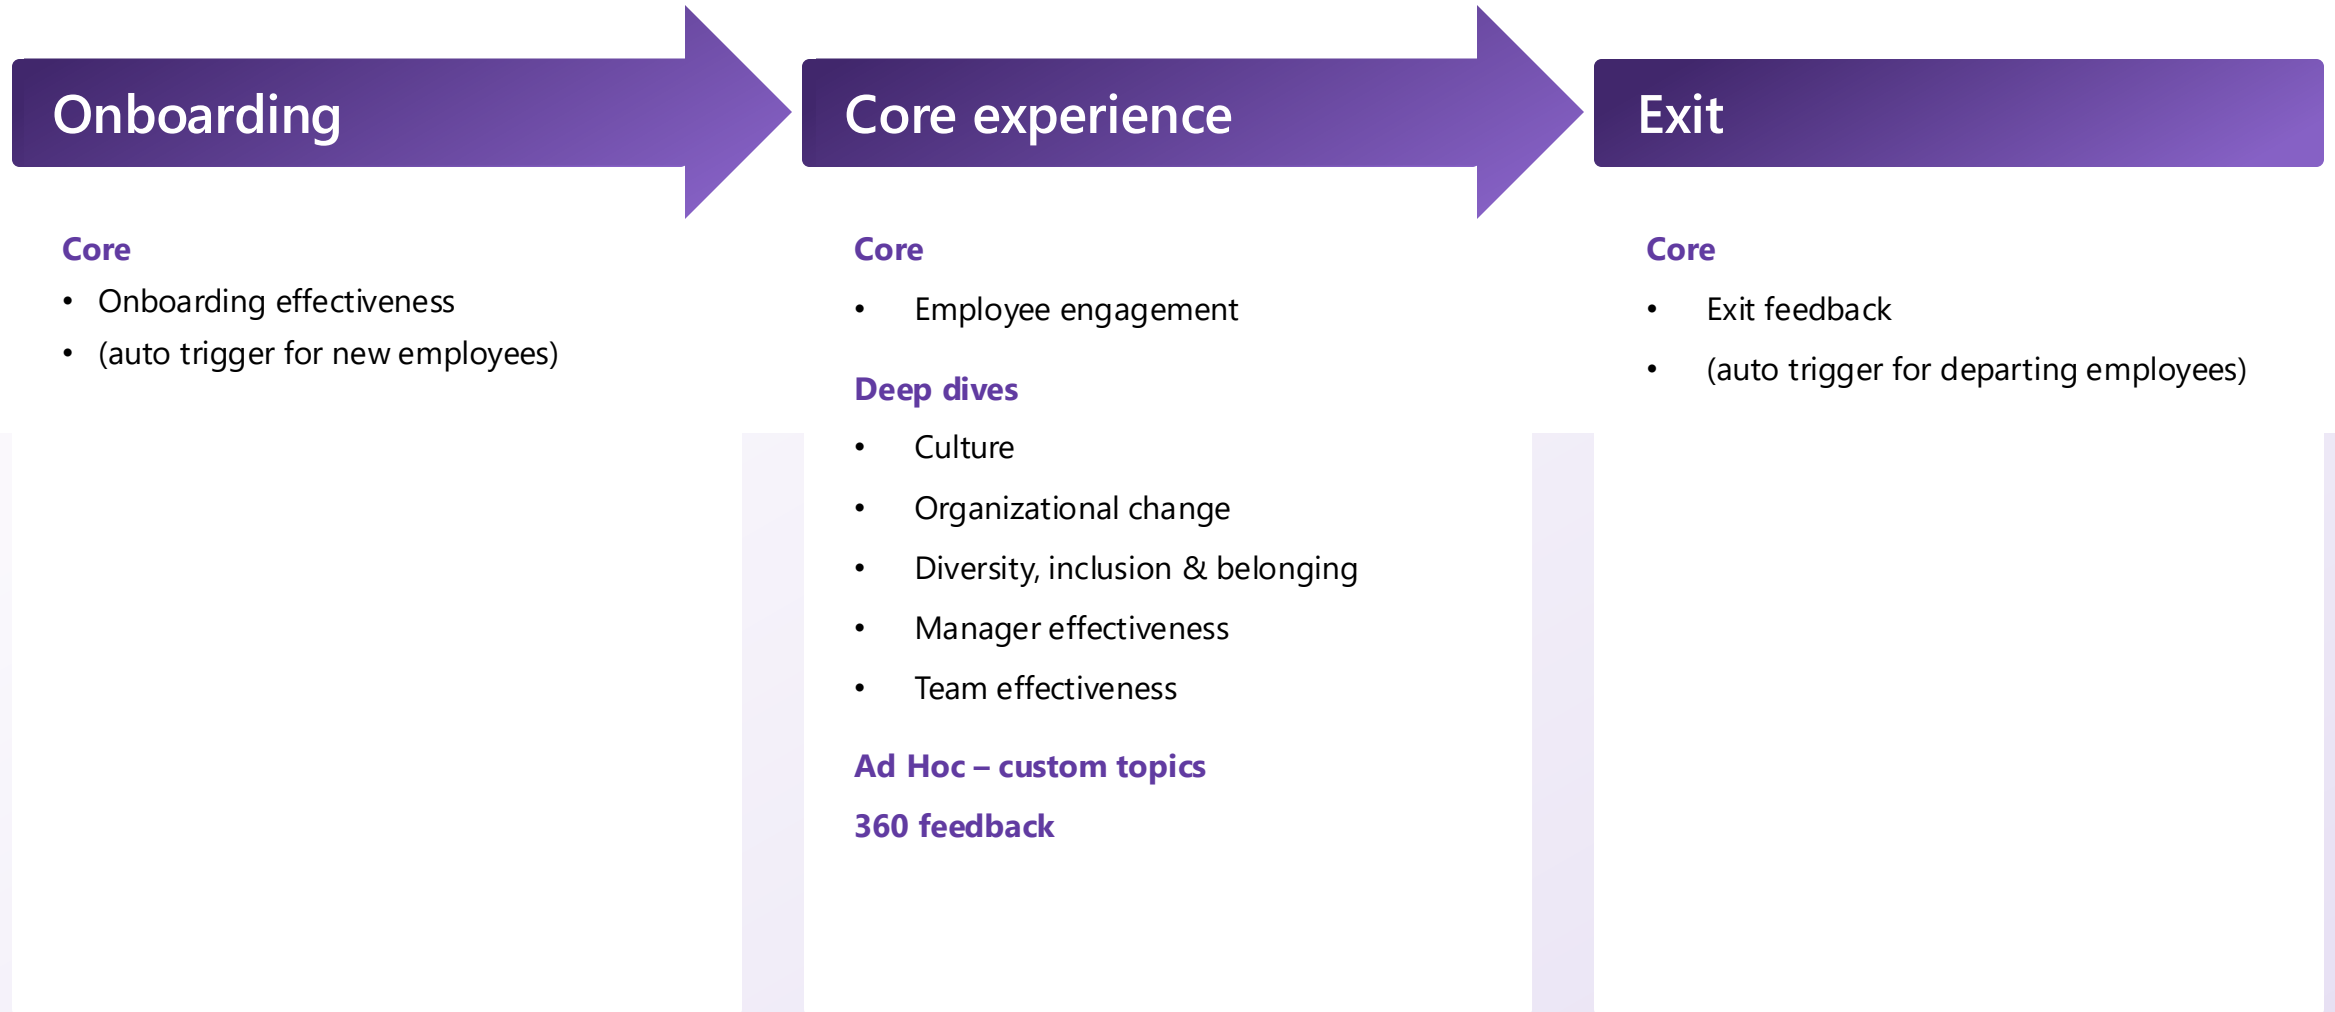 Onboarding
Core
• Onboarding effectiveness
• (auto trigger for new employees)
Core experience
Core
• Employee engagement
Deep dives
• Culture
• Organizational change
• Diversity, inclusion & belonging
• Manager effectiveness
• Team effectiveness
Ad Hoc – custom topics
360 feedback
Exit
Core
• Exit feedback
• (auto trigger for departing employees)